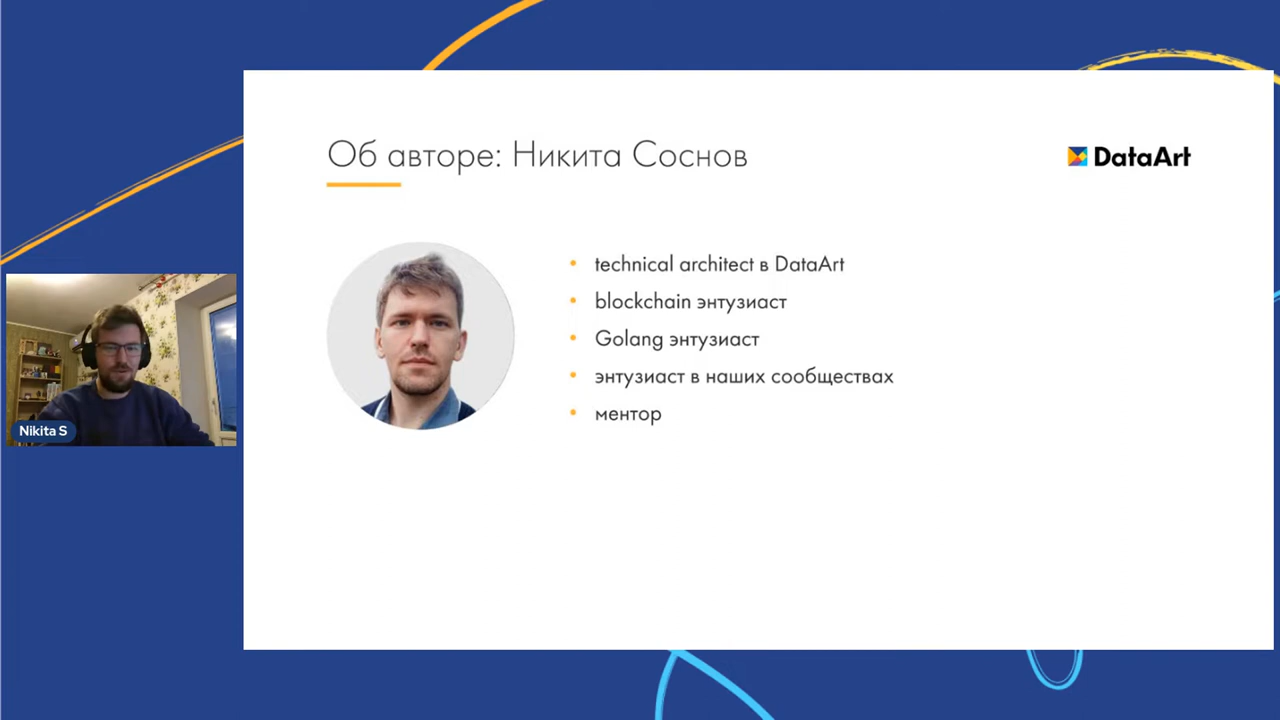 Об авторе: Никита Соснов
DataArt
technical architect в DataArt
blockchain энтузиаст
Golang энтузиаст
энтузиаст в наших сообществах
ментор
Nikita S